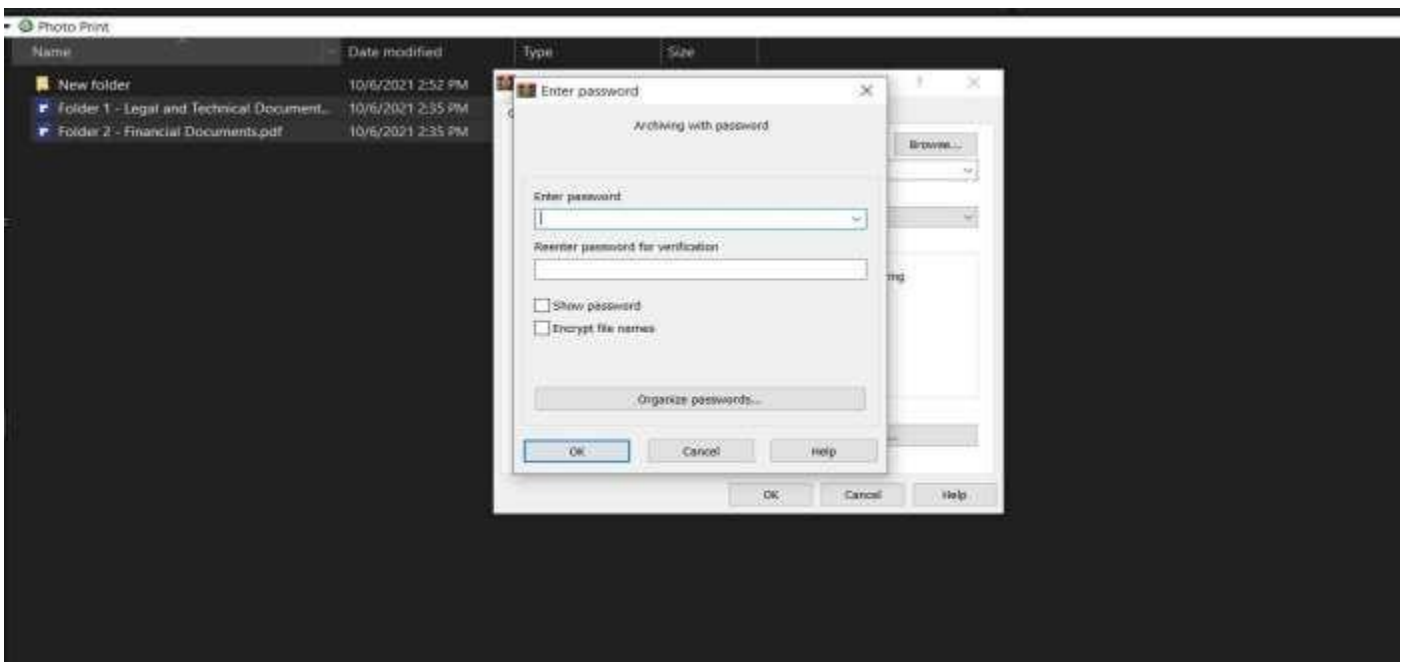 Photo Print
Name Date modified Type Size
New folder 10/6/2021 2:52 PM
Folder 1 - Legal and Technical Document... 10/6/2021 2:35 PM
Folder 2 - Financial Documents.pdf 10/6/2021 2:35 PM
Enter password
? 
Archiving with password
Browse...
Enter password
Reenter password for verification
Show password
Encrypt file names
Organize passwords...
OK Cancel Help
OK Cancel Help